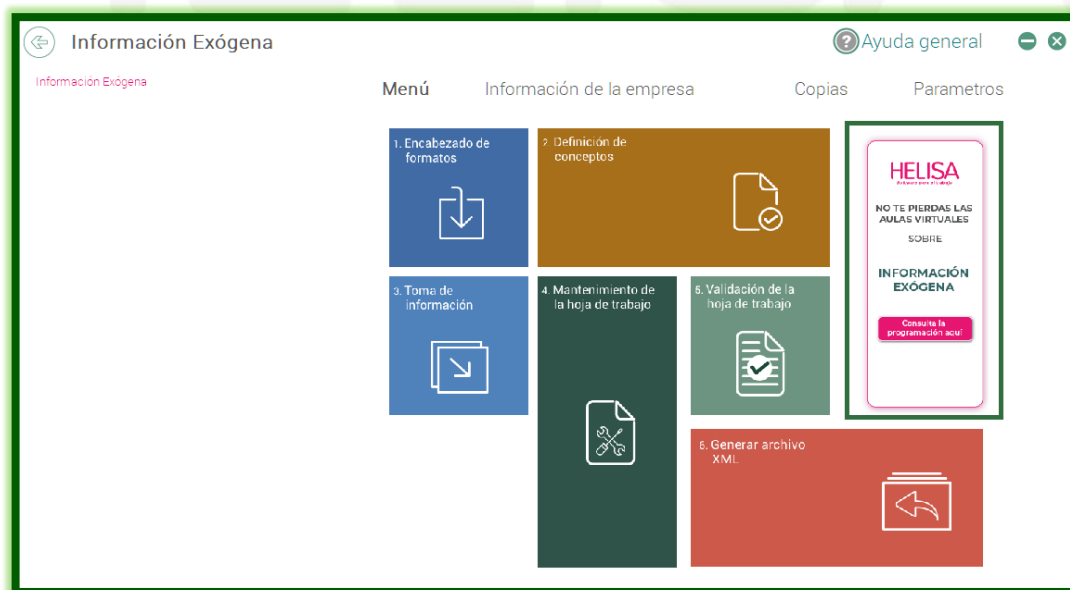 Información Exógena
Ayuda general
Información Exógena
Menú
Información de la empresa
Copias
Parametros
1. Encabezado de
formatos
2. Definición de
conceptos
HELISA
NO TE PIERDAS LAS
AULAS VIRTUALES
SOBRE
INFORMACIÓN
EXÓGENA
Consulta la
programación aquí
3. Toma de
información
4. Mantenimiento de
la hoja de trabajo
5. Validación de la
hoja de trabajo
6. Generar archivo
XML